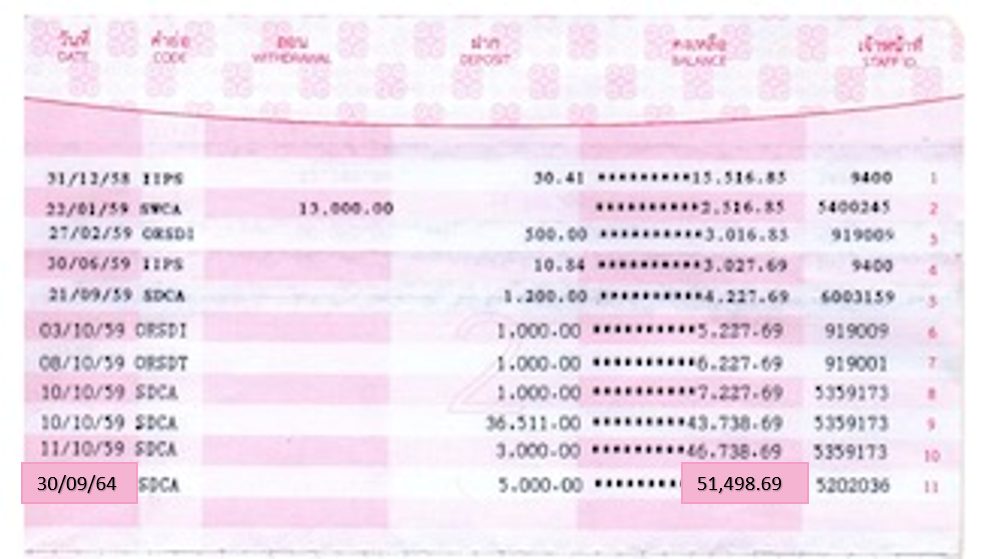 วันที่ คำย่อ ถอน ฝาก คงเหลือ เจ้าหน้าที่
DATE CODE WITHDRAWAL DEPOSIT BALANCE STAFF ID.
31/12/58 IIPS 30.41 *********15.516.85 9400 1
22/01/59 SWCA 13.000.00 **********2.516.85 5400245 2
27/02/59 ORSDI 500.00 **********3.016.85 919009 3
30/06/59 IIPS 10.84 **********3.027.69 9400 4
21/09/59 SDCA 1.200.00 **********4.227.69 6003159 5
03/10/59 ORSDI 1.000.00 **********5.227.69 919009 6
08/10/59 ORSDT 1.000.00 **********6.227.69 919001 7
10/10/59 SDCA 1.000.00 **********7.227.69 5359173 8
10/10/59 SDCA 36.511.00 *********43.738.69 5359173 9
11/10/59 SDCA 3.000.00 *********46.738.69 5359173 10
30/09/64 SDCA 5.000.00 ********* 51,498.69 5202036 11